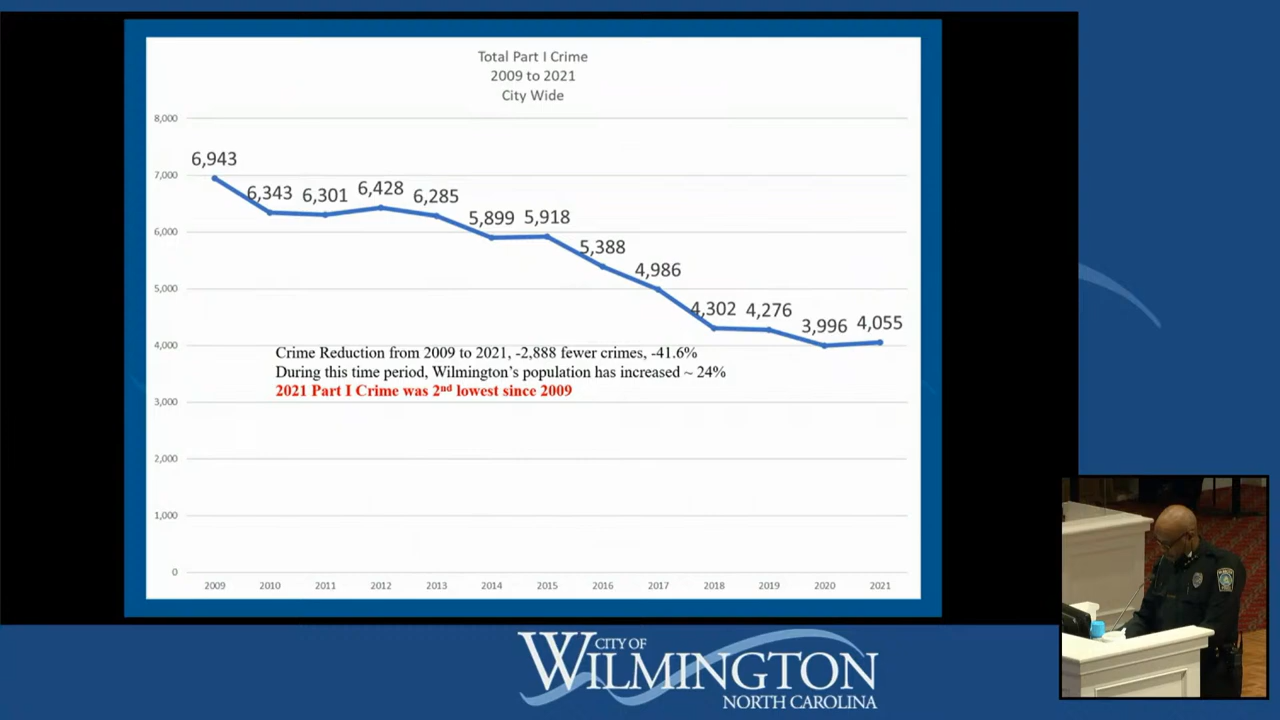 Total Part I Crime
2009 to 2021
City Wide
8,000
7,000
6,000
5,000
4,000
3,000
2,000
1,000
0
6,943
6,343
6,301
6,428
6,285
5,899
5,918
5,388
4,986
4,302
4,276
3,996
4,055
Crime Reduction from 2009 to 2021, -2,888 fewer crimes, -41.6%
During this time period, Wilmington's population has increased ~ 24%
2021 Part I Crime was 2nd lowest since 2009
2009 2010 2011 2012 2013 2014 2015 2016 2017 2018 2019 2020 2021
CITY OF
WILMINGTON
NORTH CAROLINA